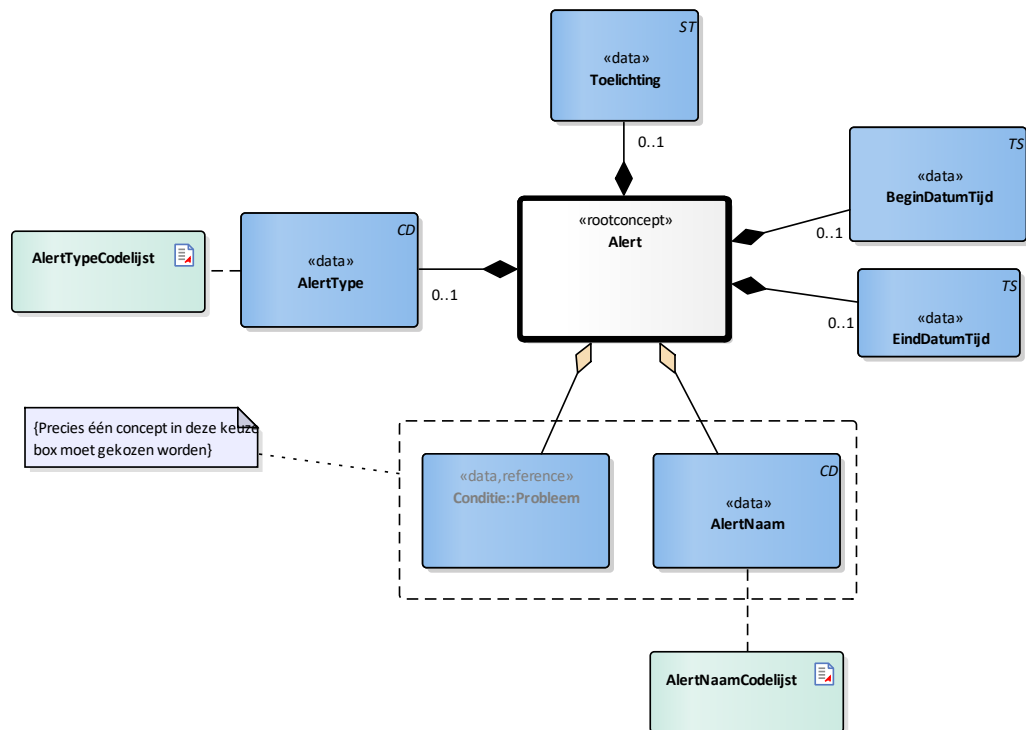 ST
«data»
Toelichting
0..1
TS
«data»
BeginDatumTijd
0..1
«rootconcept»
Alert
CD
«data»
AlertType
0..1
AlertTypeCodelijst
TS
«data»
EindDatumTijd
0..1
{Precies één concept in deze keuze
box moet gekozen worden}
«data,reference»
Conditie::Probleem
CD
«data»
AlertNaam
AlertNaamCodelijst